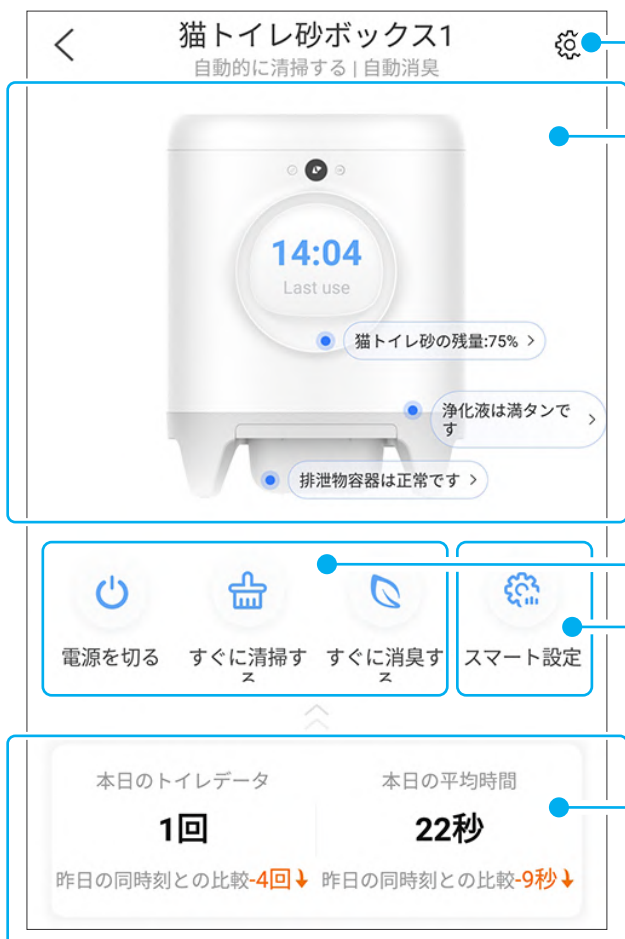 猫トイレ砂ボックス1
自動的に清掃する | 自動消臭
14:04
Last use
猫トイレ砂の残量:75% >
浄化液は満タンで
す >
排泄物容器は正常です >
電源を切る
すぐに清掃す
る
すぐに消臭す
る
スマート設定
本日のトイレデータ
1回
昨日の同時刻との比較-4回
本日の平均時間
22秒
昨日の同時刻との比較-9秒